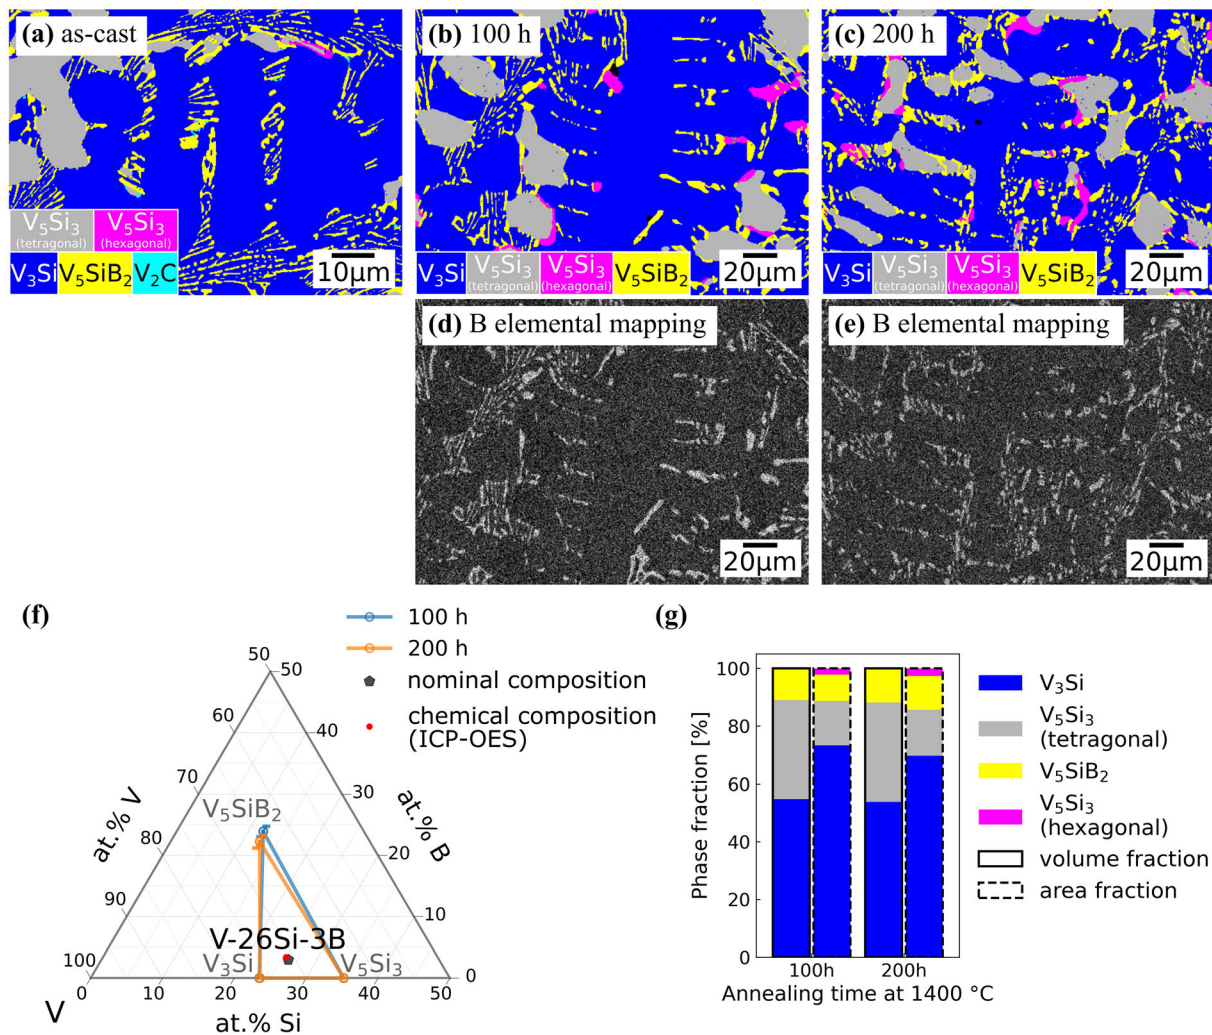 (a) as-cast
V₅Si₃ (tetragonal) V₅Si₃ (hexagonal)
V₃Si V₅SiB₂ V₂C
10μm
(b) 100 h
V₃Si V₅Si₃ (tetragonal) V₅Si₃ (hexagonal) V₅SiB₂
20μm
(c) 200 h
V₃Si V₅Si₃ (tetragonal) V₅Si₃ (hexagonal) V₅SiB₂
20μm
(d) B elemental mapping
20μm
(e) B elemental mapping
20μm
(f)
100 h
200 h
nominal composition
chemical composition
(ICP-OES)
50
50
60
40
70
30
at.% V
at.% B
V₅SiB₂
80
20
90
10
V-26Si-3B
V₃Si
V₅Si₃
100
0
V
0
10
20
30
40
50
at.% Si
(g)
Phase fraction [%]
100
80
60
40
20
0
100h
200h
Annealing time at 1400 °C
V₃Si
V₅Si₃
(tetragonal)
V₅SiB₂
V₅Si₃
(hexagonal)
volume fraction
area fraction